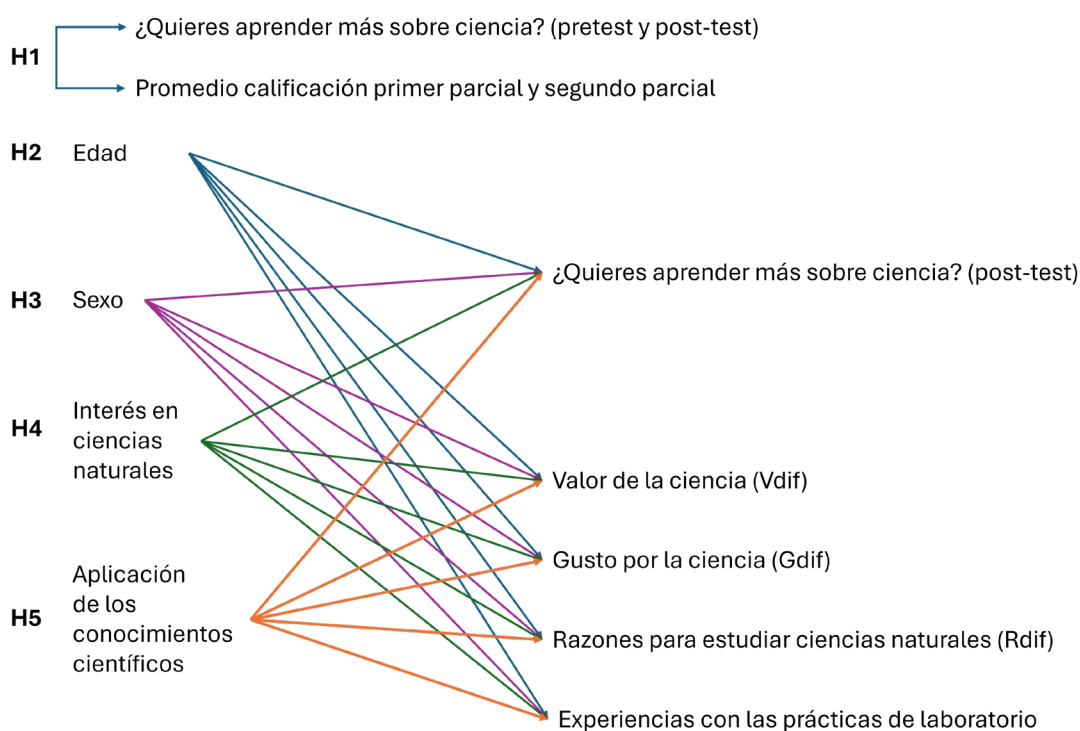 H1
¿Quieres aprender más sobre ciencia? (pretest y post-test)
Promedio calificación primer parcial y segundo parcial
H2 Edad
¿Quieres aprender más sobre ciencia? (post-test)
H3 Sexo
H4
Interés en
ciencias
naturales
Valor de la ciencia (Vdif)
Gusto por la ciencia (Gdif)
H5
Aplicación
de los
conocimientos
científicos
Razones para estudiar ciencias naturales (Rdif)
Experiencias con las prácticas de laboratorio